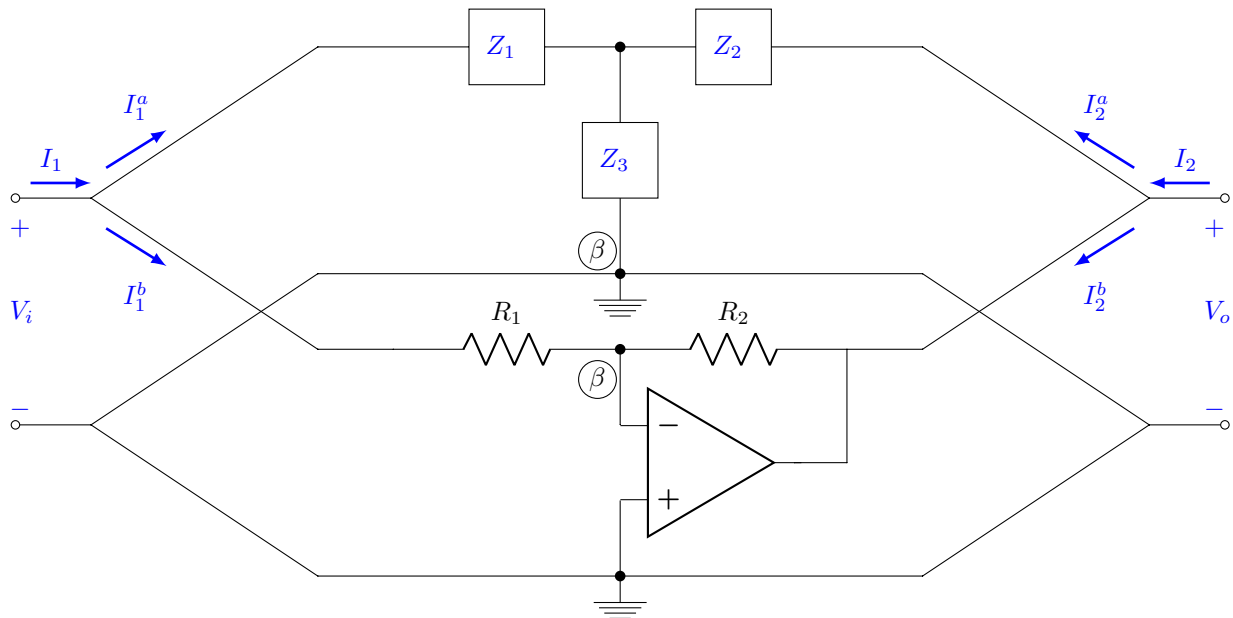 Z₁
Z₂
I₁ᵃ
I₂ᵃ
I₁
Z₃
I₂
+
+
β
I₁ᵇ
I₂ᵇ
Vᵢ
R₁
R₂
Vₒ
β
−
−
−
+